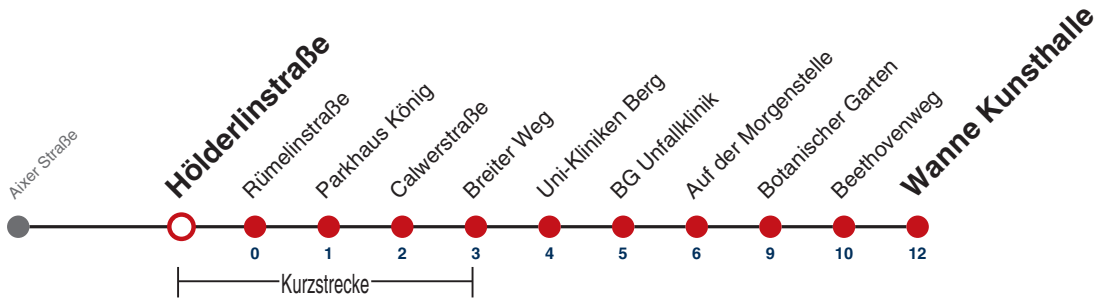 Aixer Straße
Hölderlinstraße
Rümelinstraße
Parkhaus König
Calwerstraße
Breiter Weg
Uni-Kliniken Berg
BG Unfallklinik
Auf der Morgenstelle
Botanischer Garten
Beethovenweg
Wanne Kunsthalle
0 1 2 3 4 5 6 9 10 12
Kurzstrecke